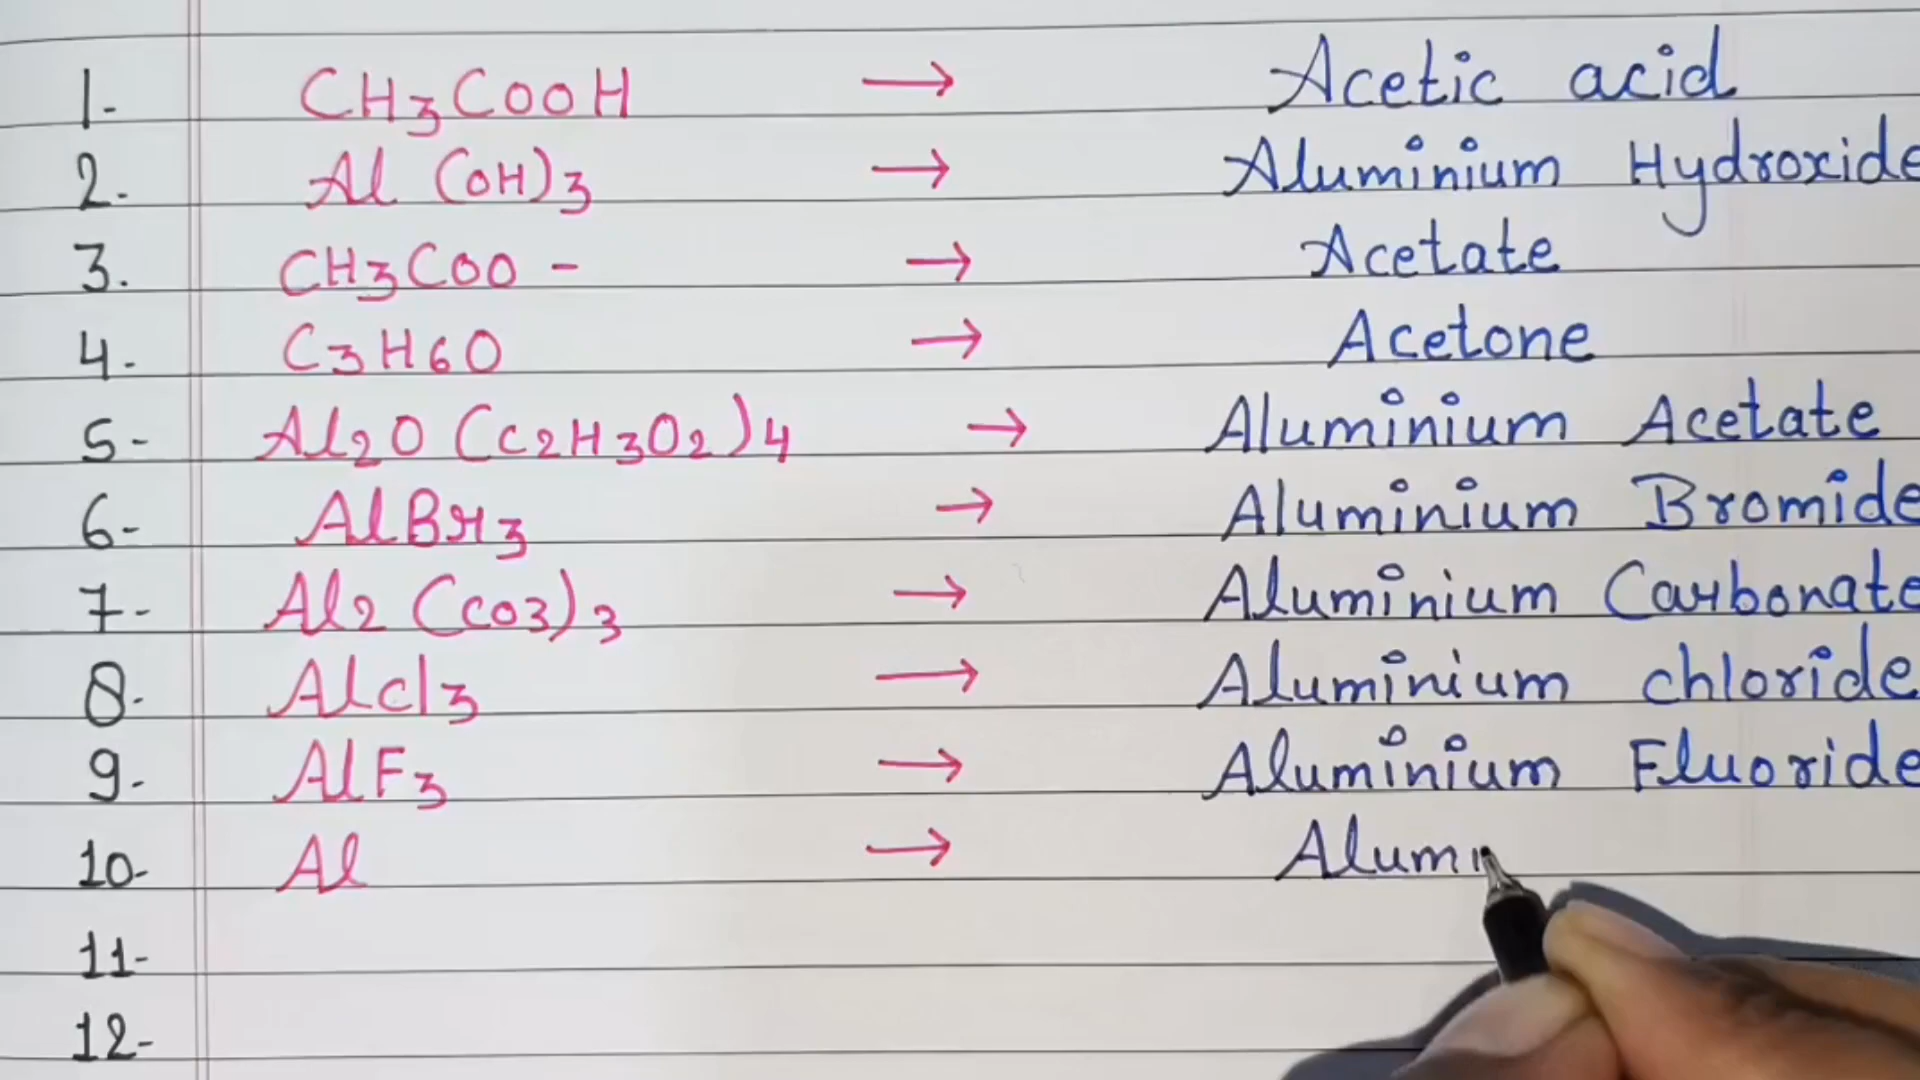 1- CH3COOH → Acetic acid
2- Al (OH)3 → Aluminium Hydroxide
3. CH3COO - → Acetate
4- C3H6O → Acetone
5- Al2O (C2H3O2)4 → Aluminium Acetate
6- AlBr3 → Aluminium Bromide
7- Al2 (CO3)3 → Aluminium Carbonate
8- AlCl3 → Aluminium chloride
9- AlF3 → Aluminium Fluoride
10- Al → Alum
11-
12-